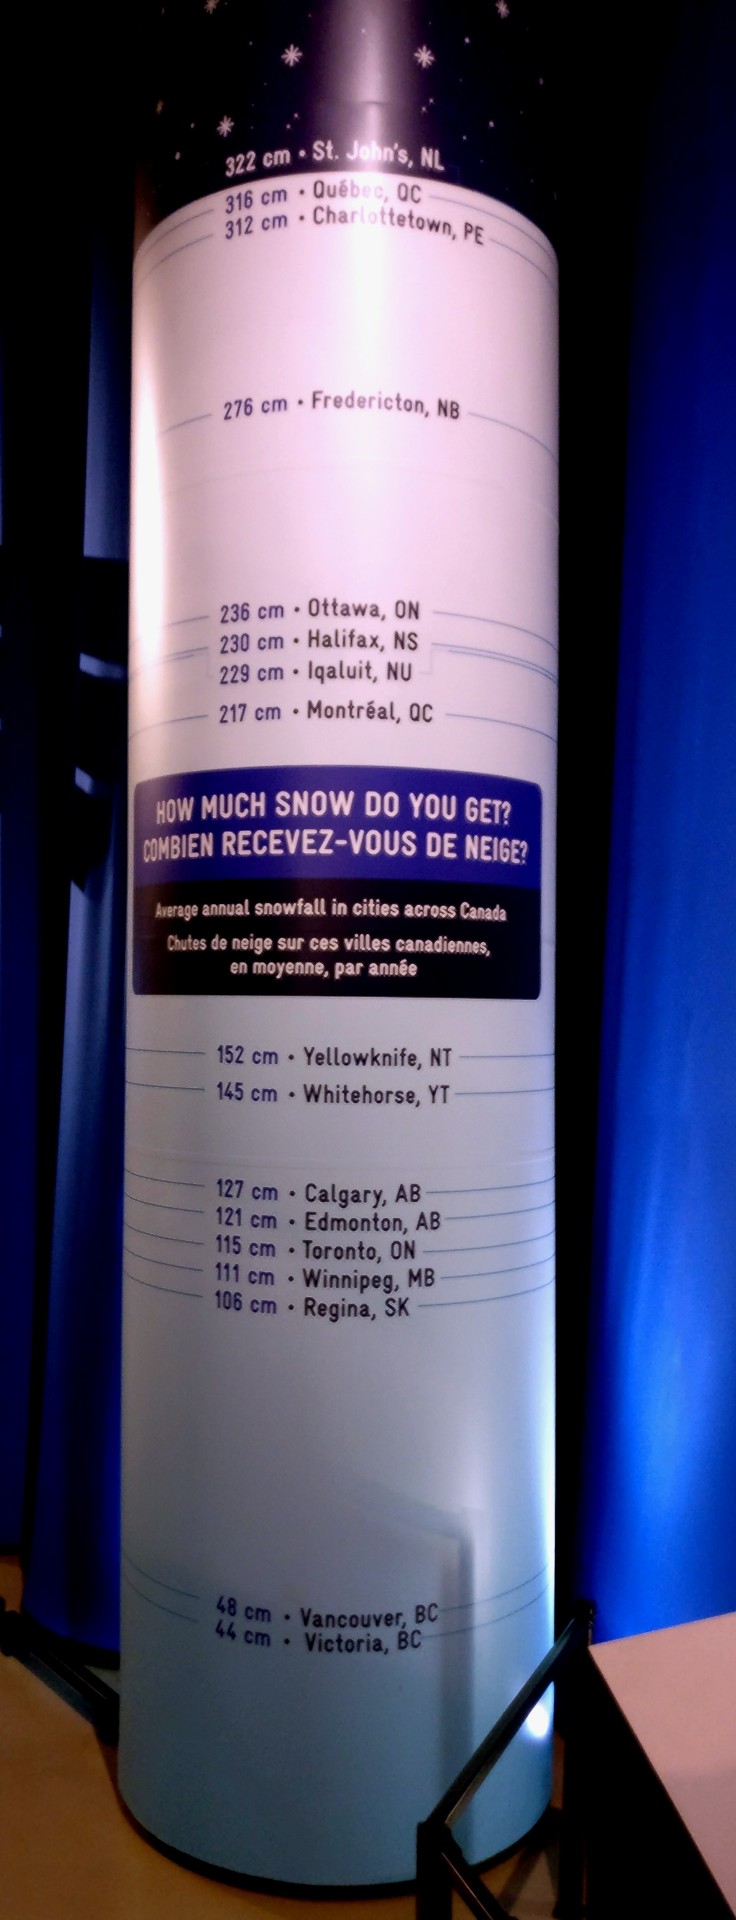 322 cm • St. John's, NL
316 cm • Québec, QC
312 cm • Charlottetown, PE
276 cm • Fredericton, NB
236 cm • Ottawa, ON
230 cm • Halifax, NS
229 cm • Iqaluit, NU
217 cm • Montréal, QC
HOW MUCH SNOW DO YOU GET?
COMBIEN RECEVEZ-VOUS DE NEIGE?
Average annual snowfall in cities across Canada
Chutes de neige sur ces villes canadiennes,
en moyenne, par année
152 cm • Yellowknife, NT
145 cm • Whitehorse, YT
127 cm • Calgary, AB
121 cm • Edmonton, AB
115 cm • Toronto, ON
111 cm • Winnipeg, MB
106 cm • Regina, SK
48 cm • Vancouver, BC
44 cm • Victoria, BC